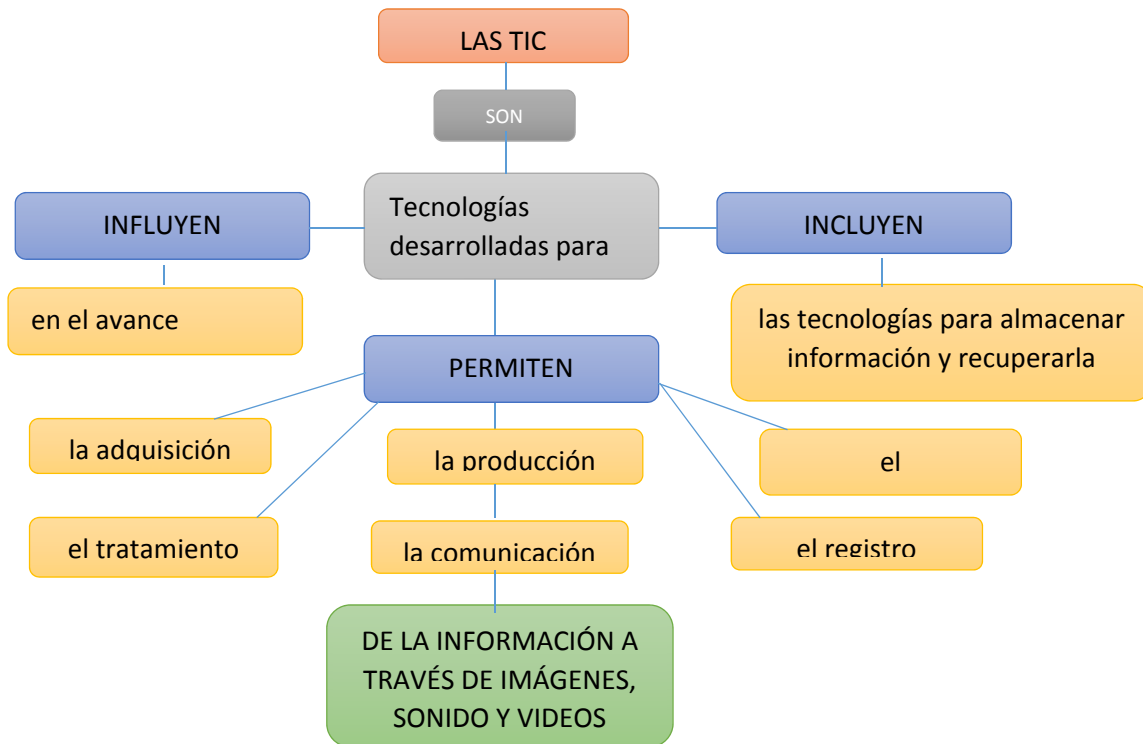 LAS TIC
SON
Tecnologías
desarrolladas para
INFLUYEN
INCLUYEN
en el avance
las tecnologías para almacenar
información y recuperarla
PERMITEN
la adquisición
la producción
el
el tratamiento
la comunicación
el registro
DE LA INFORMACIÓN A
TRAVÉS DE IMÁGENES,
SONIDO Y VIDEOS